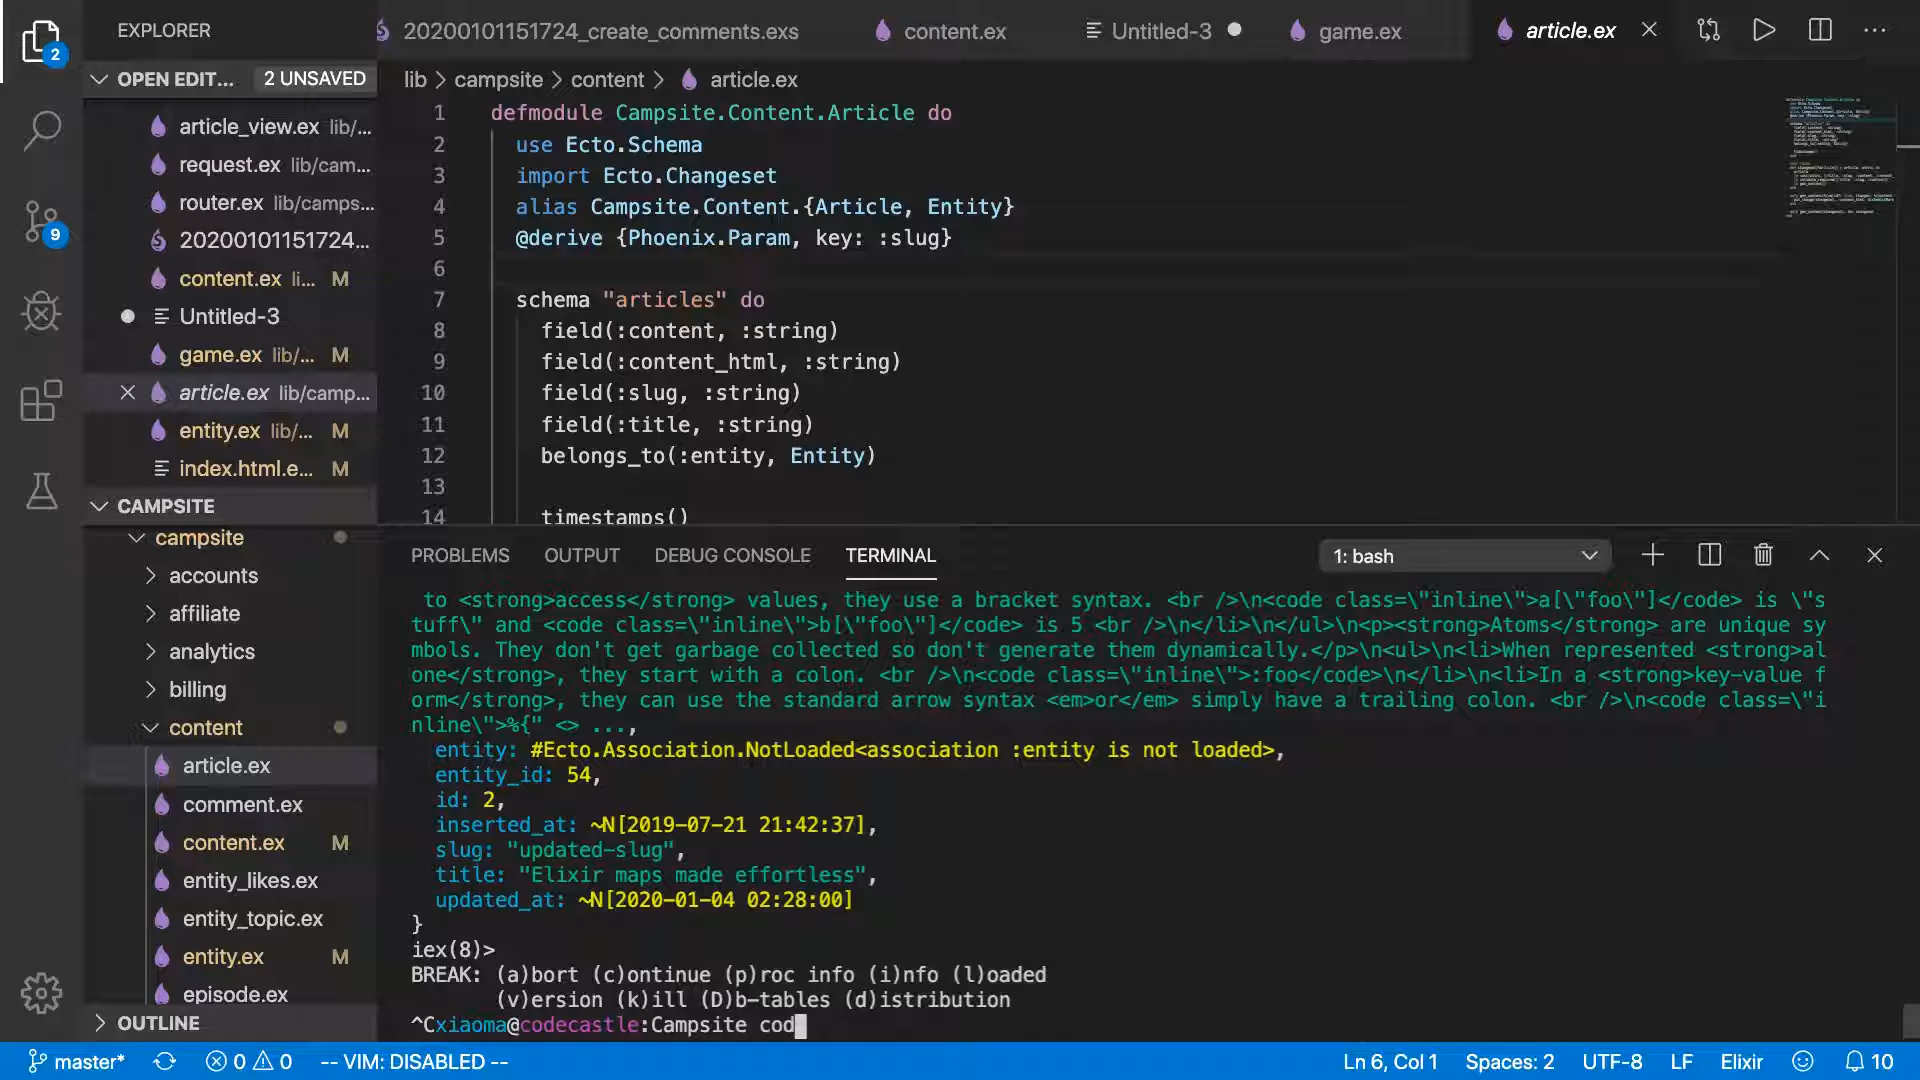 EXPLORER
20200101151724_create_comments.exs
content.ex
Untitled-3
game.ex
article.ex
2
OPEN EDIT...
2 UNSAVED
lib > campsite > content > article.ex
article_view.ex lib/...
request.ex lib/cam...
router.ex lib/camps...
20200101151724...
content.ex li... M
Untitled-3
game.ex lib/... M
article.ex lib/camp...
entity.ex lib/... M
index.html.e... M
9
1 defmodule Campsite.Content.Article do
2 use Ecto.Schema
3 import Ecto.Changeset
4 alias Campsite.Content.{Article, Entity}
5 @derive {Phoenix.Param, key: :slug}
6
7 schema "articles" do
8 field(:content, :string)
9 field(:content_html, :string)
10 field(:slug, :string)
11 field(:title, :string)
12 belongs_to(:entity, Entity)
13
14 timestamps()
CAMPSITE
campsite
accounts
affiliate
analytics
billing
content
article.ex
comment.ex
content.ex M
entity_likes.ex
entity_topic.ex
entity.ex M
episode.ex
OUTLINE
PROBLEMS OUTPUT DEBUG CONSOLE TERMINAL
1: bash
to <strong>access</strong> values, they use a bracket syntax. <br />\n<code class=\"inline\">a[\"foo\"]</code> is \"s
tuff\" and <code class=\"inline\">b[\"foo\"]</code> is 5 <br />\n</li>\n</ul>\n<p><strong>Atoms</strong> are unique sy
mbols. They don't get garbage collected so don't generate them dynamically.</p>\n<ul>\n<li>When represented <strong>al
one</strong>, they start with a colon. <br />\n<code class=\"inline\">:foo</code>\n</li>\n<li>In a <strong>key-value f
orm</strong>, they can use the standard arrow syntax <em>or</em> simply have a trailing colon. <br />\n<code class=\"i
nline\">%{" <> ...,
entity: #Ecto.Association.NotLoaded<association :entity is not loaded>,
entity_id: 54,
id: 2,
inserted_at: ~N[2019-07-21 21:42:37],
slug: "updated-slug",
title: "Elixir maps made effortless",
updated_at: ~N[2020-01-04 02:28:00]
}
iex(8)>
BREAK: (a)bort (c)ontinue (p)roc info (i)nfo (l)oaded
(v)ersion (k)ill (D)b-tables (d)istribution
^Cxiaoma@codecastle:Campsite cod
master* 0 0 -- VIM: DISABLED -- Ln 6, Col 1 Spaces: 2 UTF-8 LF Elixir 10